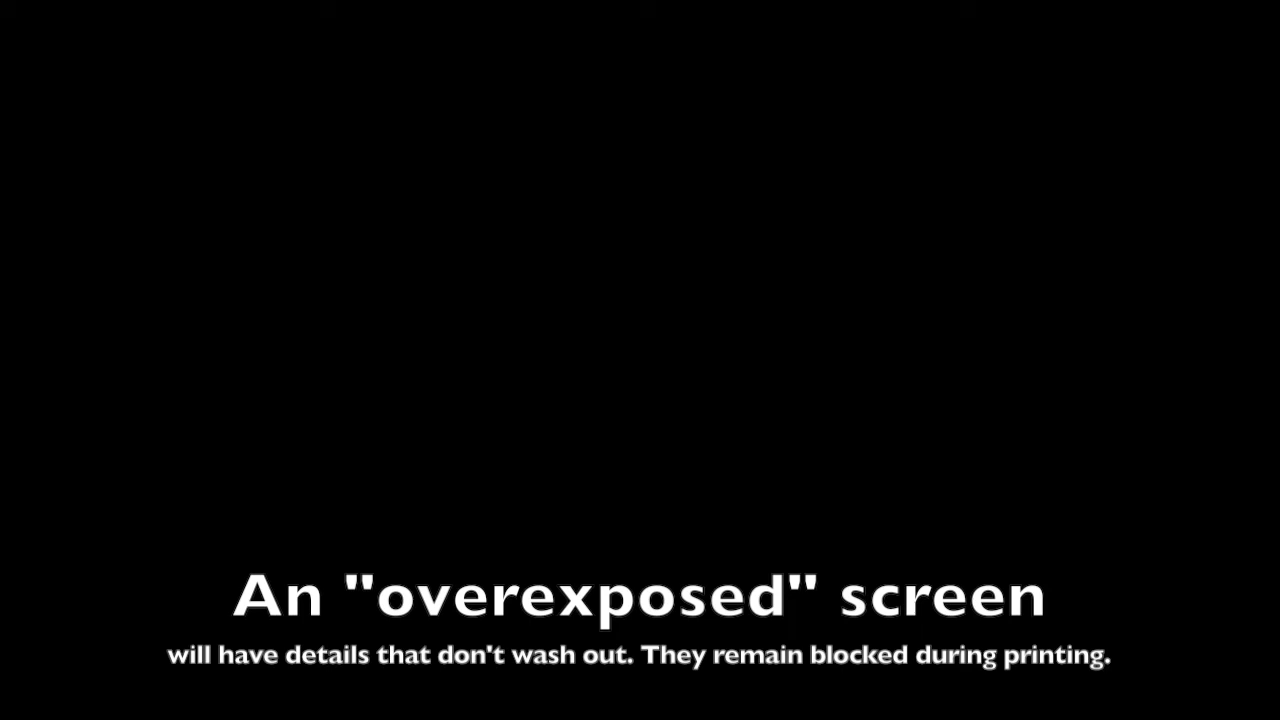 An "overexposed" screen
will have details that don't wash out. They remain blocked during printing.